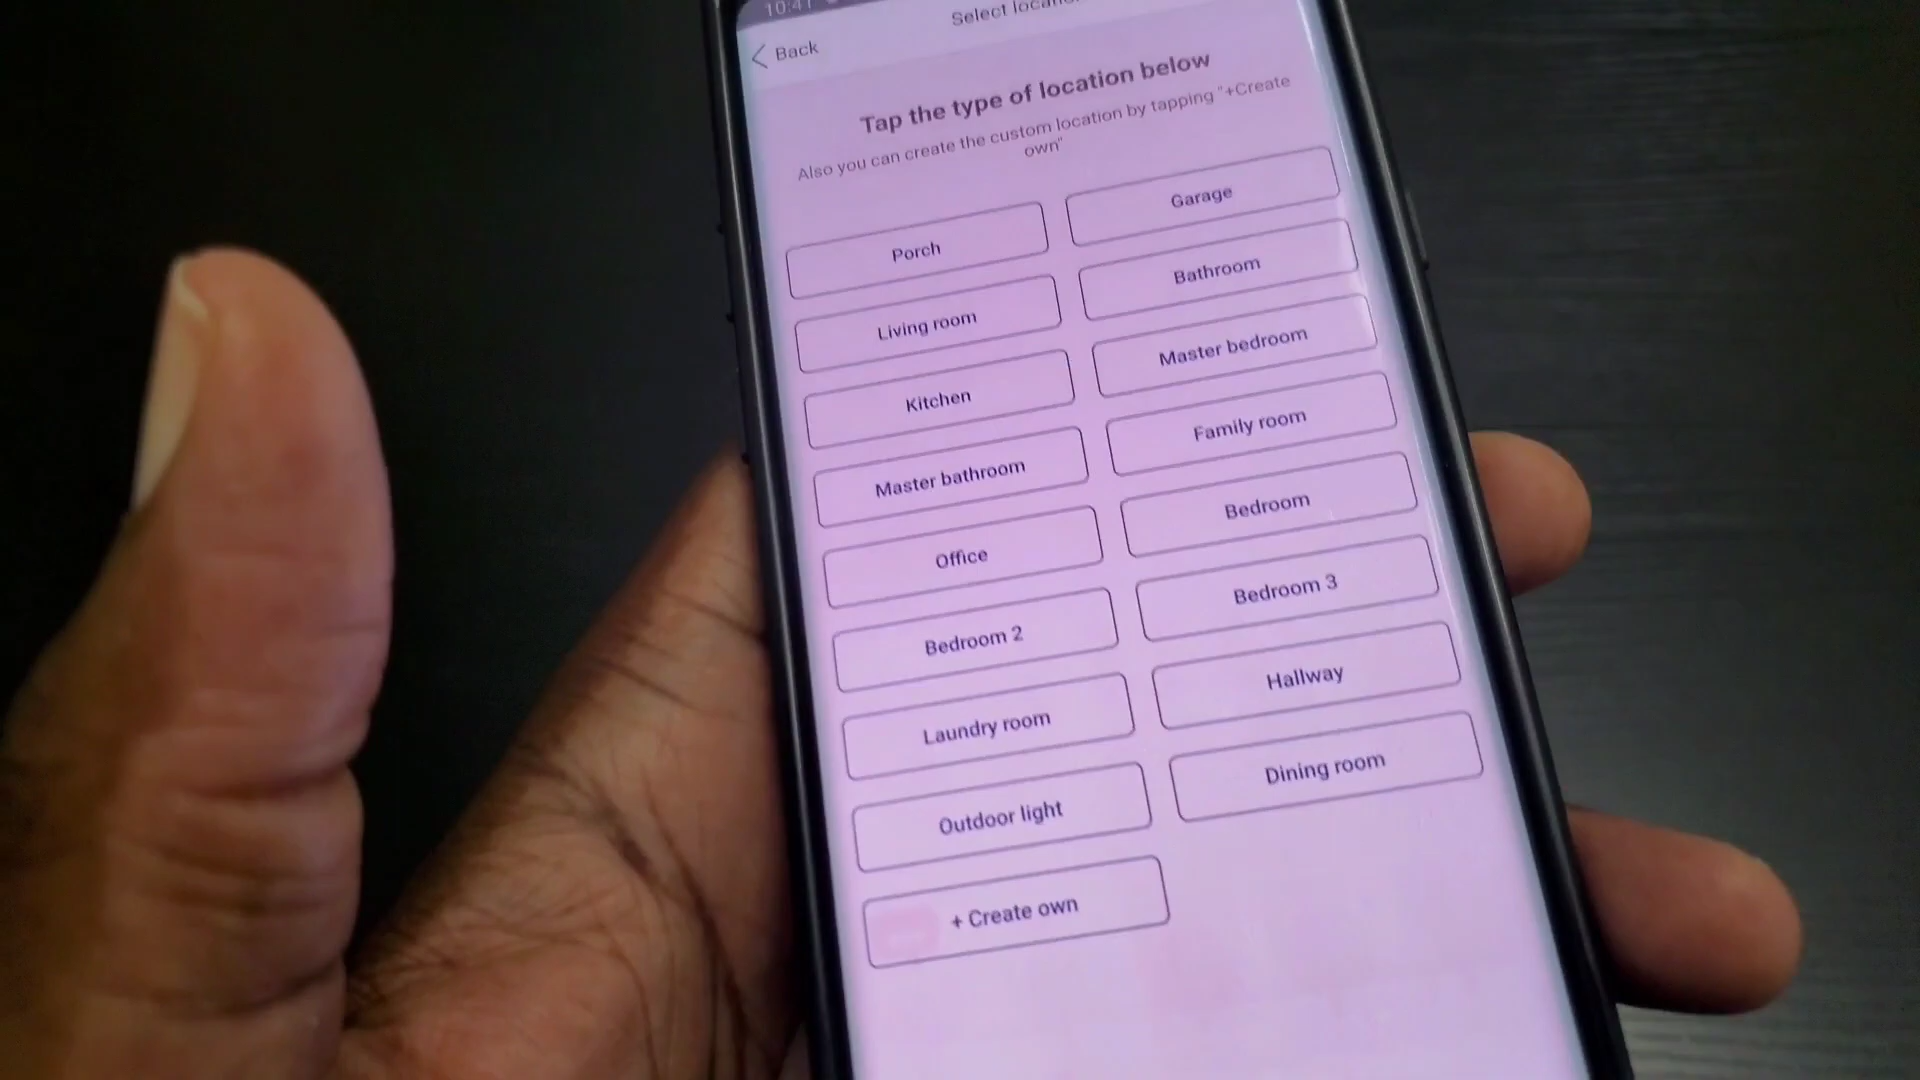 10:41
Select
Back
Tap the type of location below
Also you can create the custom location by tapping "+Create
own"
Porch
Garage
Living room
Bathroom
Kitchen
Master bedroom
Master bathroom
Family room
Office
Bedroom
Bedroom 2
Bedroom 3
Laundry room
Hallway
Outdoor light
Dining room
+ Create own